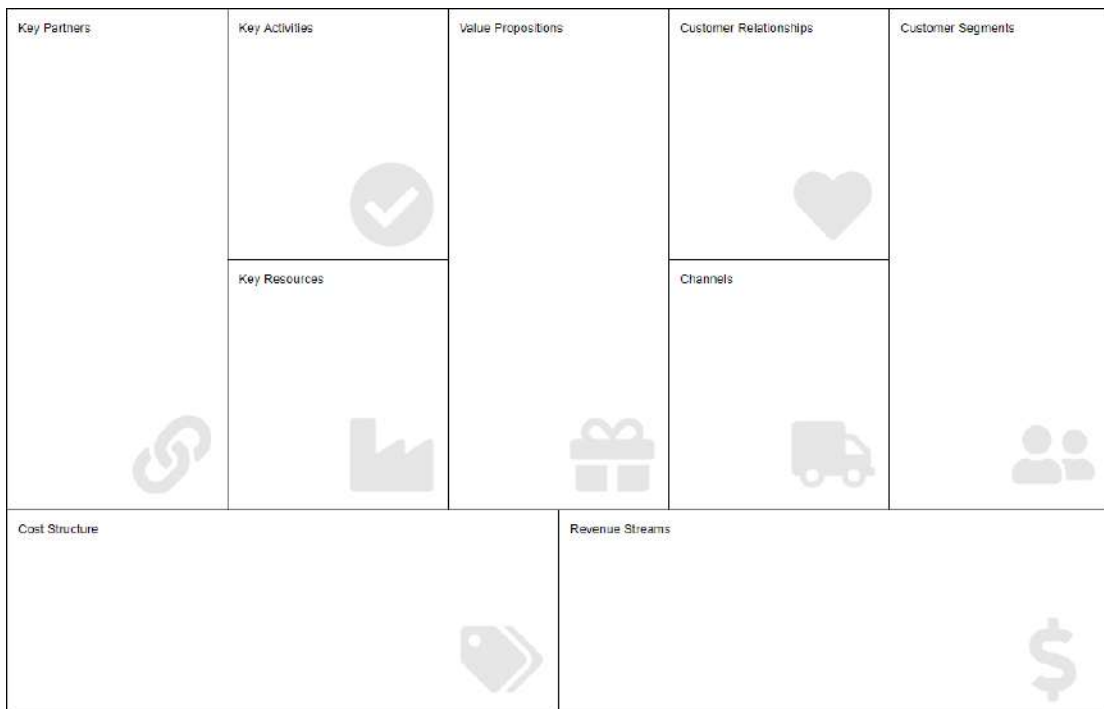 Key Partners
Key Activities
Value Propositions
Customer Relationships
Customer Segments
Key Resources
Channels
Cost Structure
Revenue Streams